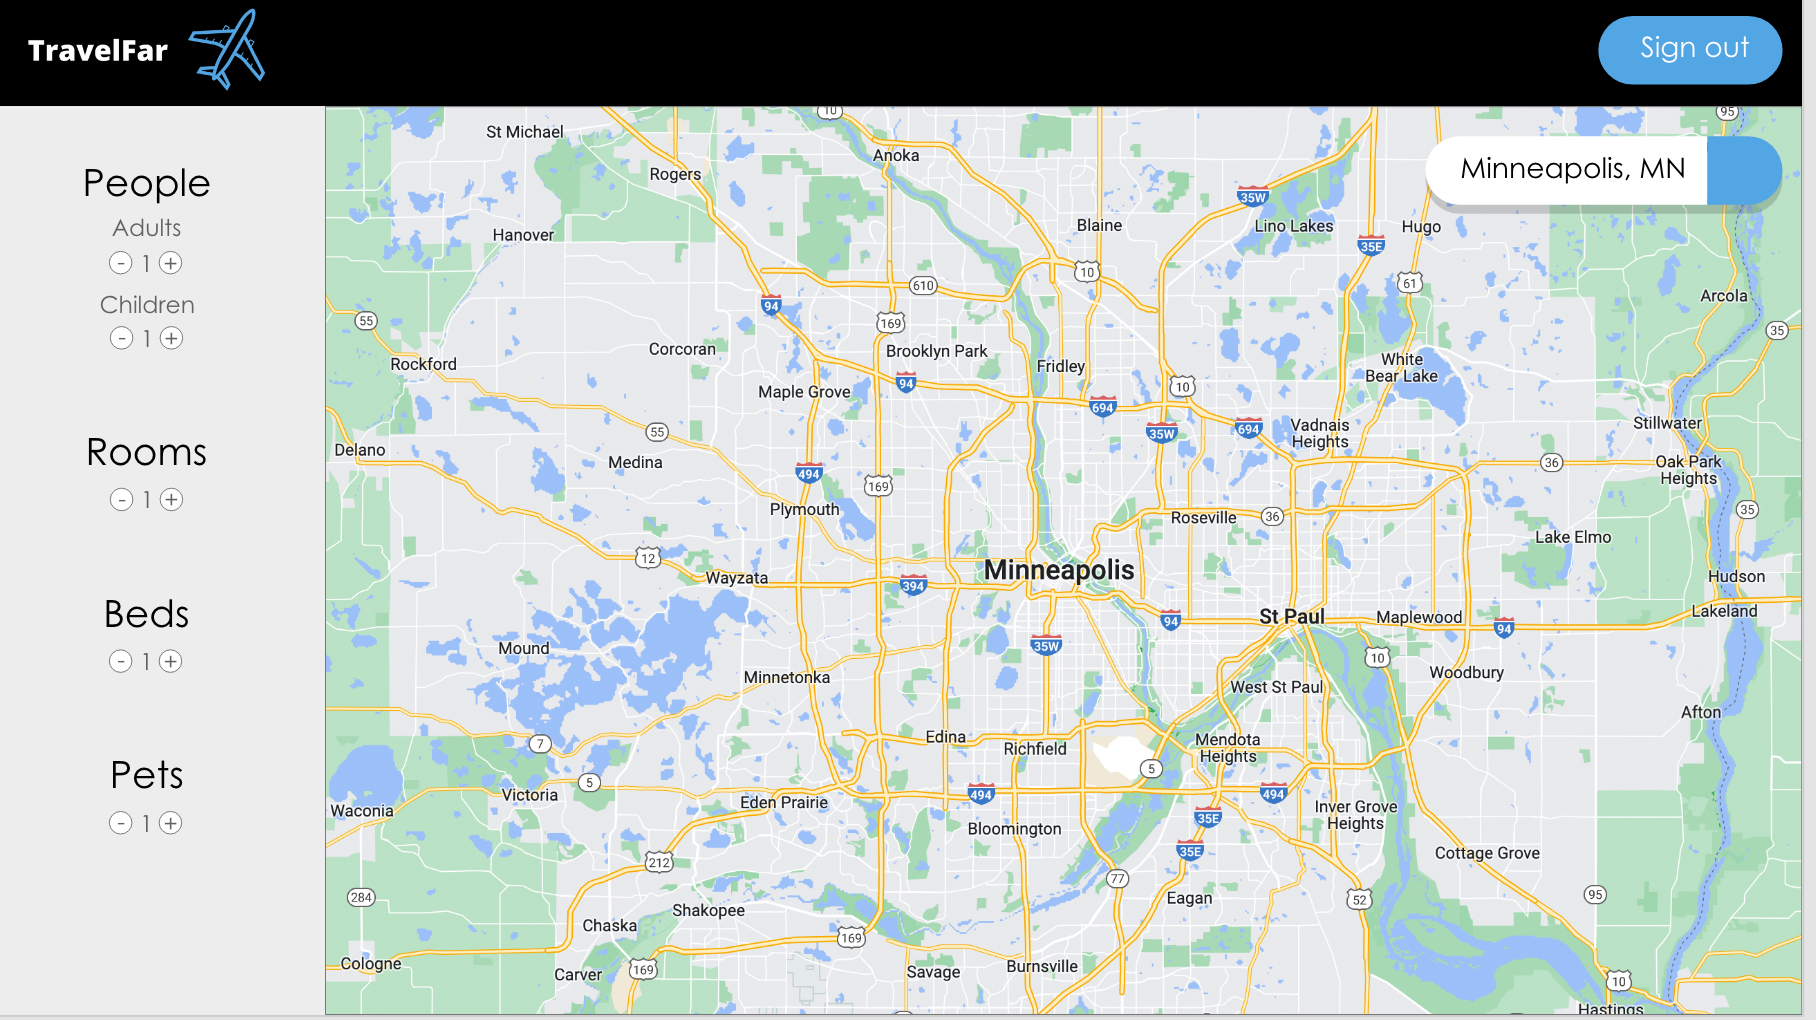 TravelFar
Sign out
People
Adults
- 1 +
Children
- 1 +
Rooms
- 1 +
Beds
- 1 +
Pets
- 1 +
Minneapolis, MN
10
95
St Michael
Anoka
Rogers
35W
Blaine
Lino Lakes
Hugo
Hanover
35E
10
61
610
Arcola
94
55
169
35
Corcoran
Brooklyn Park
Rockford
Fridley
White
Bear Lake
94
10
Maple Grove
694
Stillwater
55
35W
694
Vadnais
Heights
Delano
Medina
36
Oak Park
Heights
494
169
Plymouth
Roseville
36
35
Lake Elmo
12
Minneapolis
Wayzata
394
Hudson
St Paul
Maplewood
Lakeland
94
94
Mound
35W
10
Minnetonka
Woodbury
West St Paul
Afton
7
Edina
Richfield
Mendota
Heights
5
5
Victoria
Eden Prairie
494
494
Waconia
35E
Inver Grove
Heights
Bloomington
35E
Cottage Grove
212
77
284
Eagan
52
95
Shakopee
Chaska
169
Cologne
Carver
169
Savage
Burnsville
10
Hastings